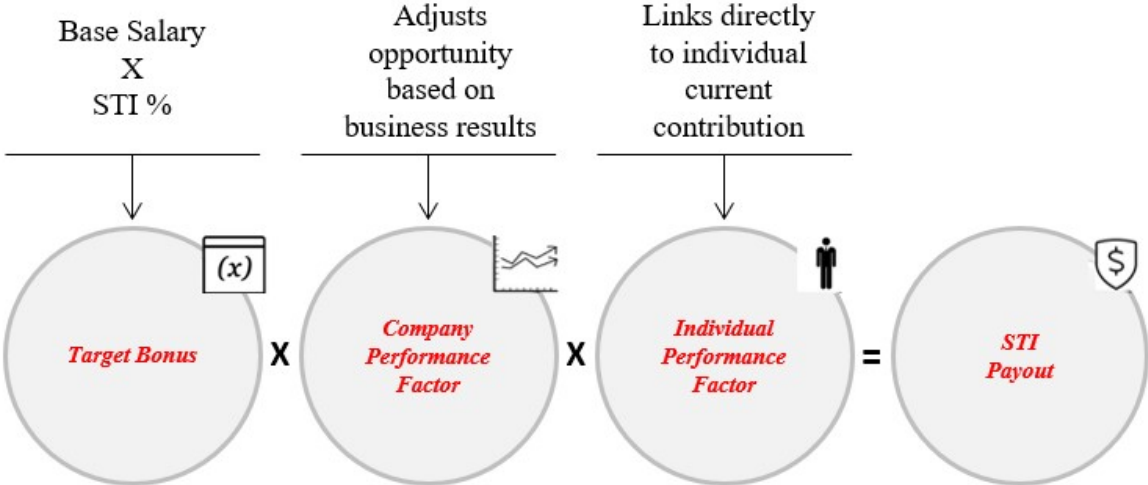 Base Salary
X
STI %
Adjusts
opportunity
based on
business results
Links directly
to individual
current
contribution
(x)
$
Target Bonus
X
Company
Performance
Factor
X
Individual
Performance
Factor
=
STI
Payout